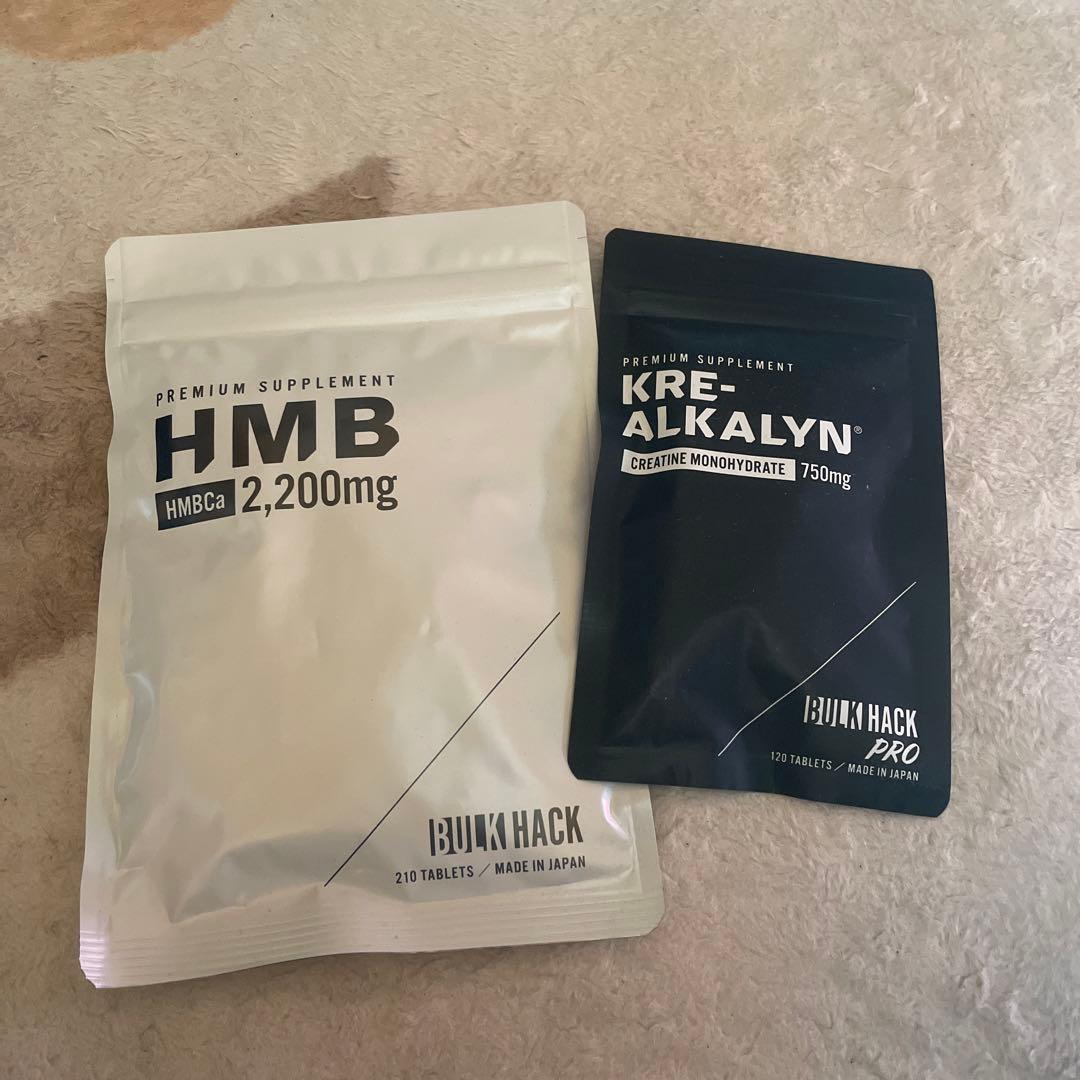 PREMIUM SUPPLEMENT
HMB
HMBCa 2,200mg
BULK HACK
210 TABLETS / MADE IN JAPAN
PREMIUM SUPPLEMENT
KRE-
ALKALYN®
CREATINE MONOHYDRATE 750mg
BULK HACK
PRO
120 TABLETS / MADE IN JAPAN